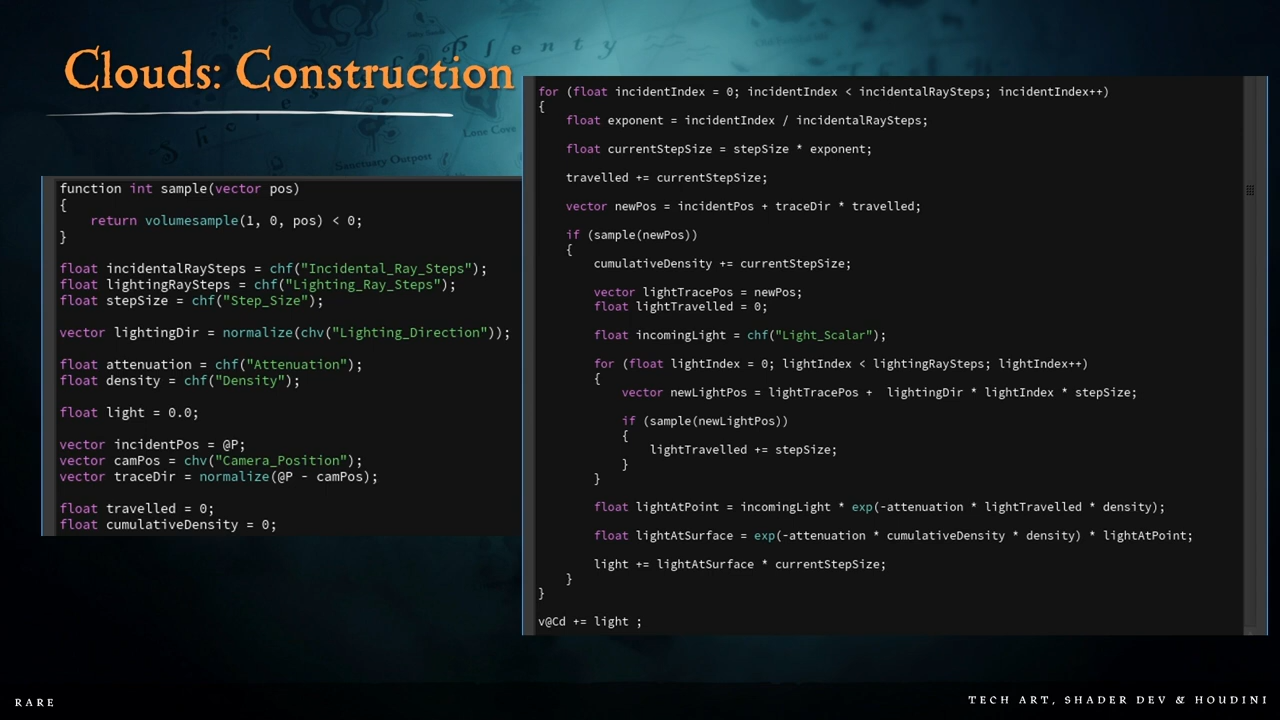 Clouds: Construction
Plenty
Lone Cove
Sanctuary Outpost
function int sample(vector pos)
{
    return volumesample(1, 0, pos) < 0;
}
float incidentalRaySteps = chf("Incidental_Ray_Steps");
float lightingRaySteps = chf("Lighting_Ray_Steps");
float stepSize = chf("Step_Size");
vector lightingDir = normalize(chv("Lighting_Direction"));
float attenuation = chf("Attenuation");
float density = chf("Density");
float light = 0.0;
vector incidentPos = @P;
vector camPos = chv("Camera_Position");
vector traceDir = normalize(@P - camPos);
float travelled = 0;
float cumulativeDensity = 0;
for (float incidentIndex = 0; incidentIndex < incidentalRaySteps; incidentIndex++)
{
    float exponent = incidentIndex / incidentalRaySteps;
    float currentStepSize = stepSize * exponent;
    travelled += currentStepSize;
    vector newPos = incidentPos + traceDir * travelled;
    if (sample(newPos))
    {
        cumulativeDensity += currentStepSize;
        vector lightTracePos = newPos;
        float lightTravelled = 0;
        float incomingLight = chf("Light_Scalar");
        for (float lightIndex = 0; lightIndex < lightingRaySteps; lightIndex++)
        {
            vector newLightPos = lightTracePos +  lightingDir * lightIndex * stepSize;
            if (sample(newLightPos))
            {
                lightTravelled += stepSize;
            }
        }
        float lightAtPoint = incomingLight * exp(-attenuation * lightTravelled * density);
        float lightAtSurface = exp(-attenuation * cumulativeDensity * density) * lightAtPoint;
        light += lightAtSurface * currentStepSize;
    }
}
v@Cd += light ;
RARE
TECH ART, SHADER DEV & HOUDINI